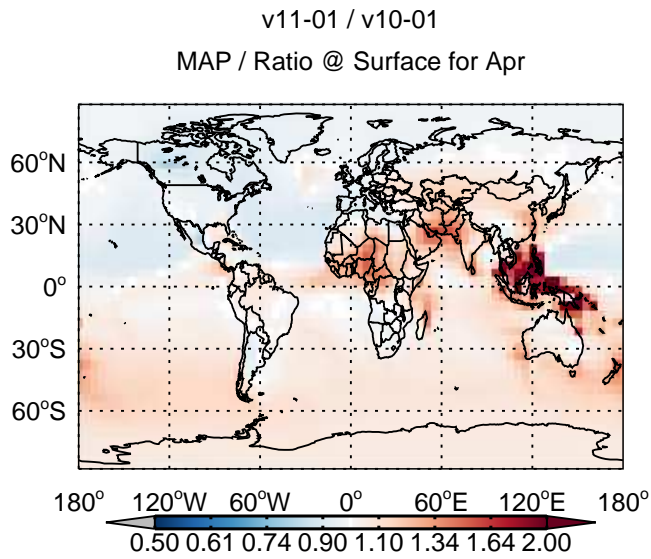 v11-01 / v10-01
MAP / Ratio @ Surface for Apr
60°N
30°N
0°
30°S
60°S
180° 120°W 60°W 0° 60°E 120°E 180°
0.50 0.61 0.74 0.90 1.10 1.34 1.64 2.00